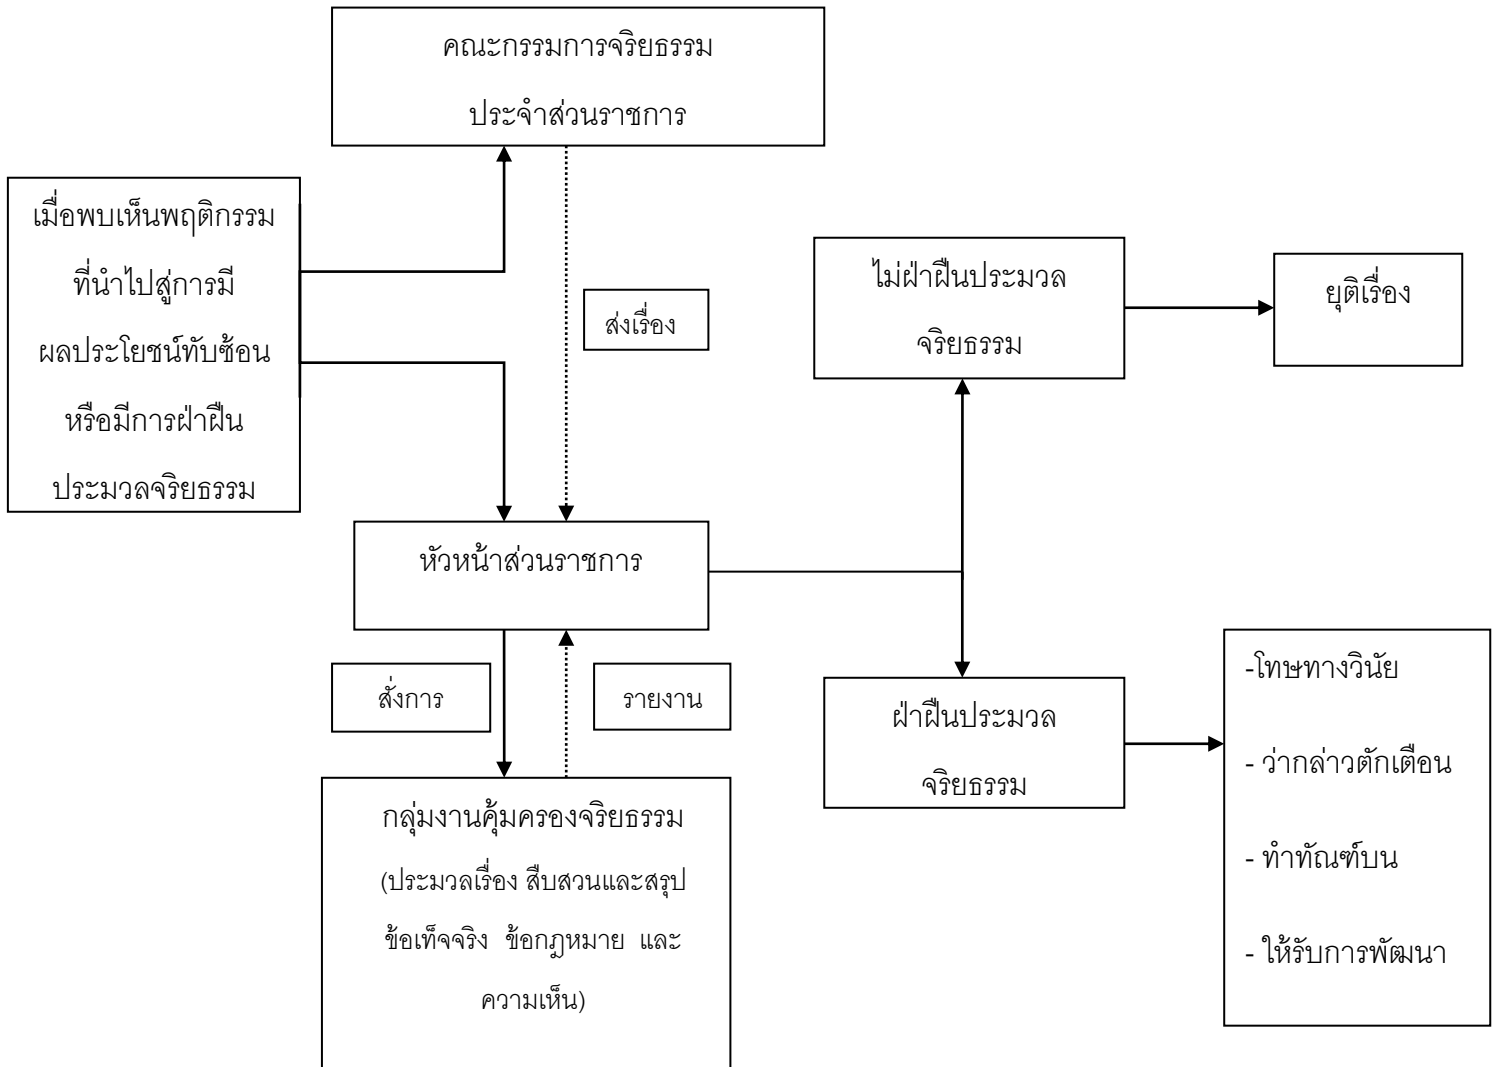 คณะกรรมการจริยธรรม
ประจำส่วนราชการ
เมื่อพบเห็นพฤติกรรม
ที่นำไปสู่การมี
ผลประโยชน์ทับซ้อน
หรือมีการฝ่าฝืน
ประมวลจริยธรรม
ส่งเรื่อง
ไม่ฝ่าฝืนประมวล
จริยธรรม
ยุติเรื่อง
หัวหน้าส่วนราชการ
สั่งการ
รายงาน
ฝ่าฝืนประมวล
จริยธรรม
-โทษทางวินัย
- ว่ากล่าวตักเตือน
- ทำทัณฑ์บน
- ให้รับการพัฒนา
กลุ่มงานคุ้มครองจริยธรรม
(ประมวลเรื่อง สืบสวนและสรุป
ข้อเท็จจริง ข้อกฎหมาย และ
ความเห็น)